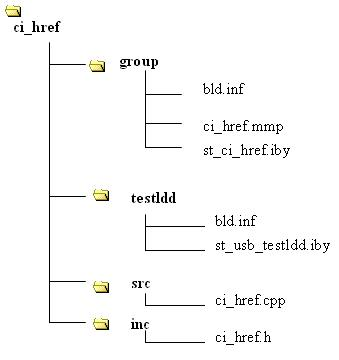 ci_href
group
bld.inf
ci_href.mmp
st_ci_href.iby
testldd
bld.inf
st_usb_testldd.iby
src
ci_href.cpp
inc
ci_href.h